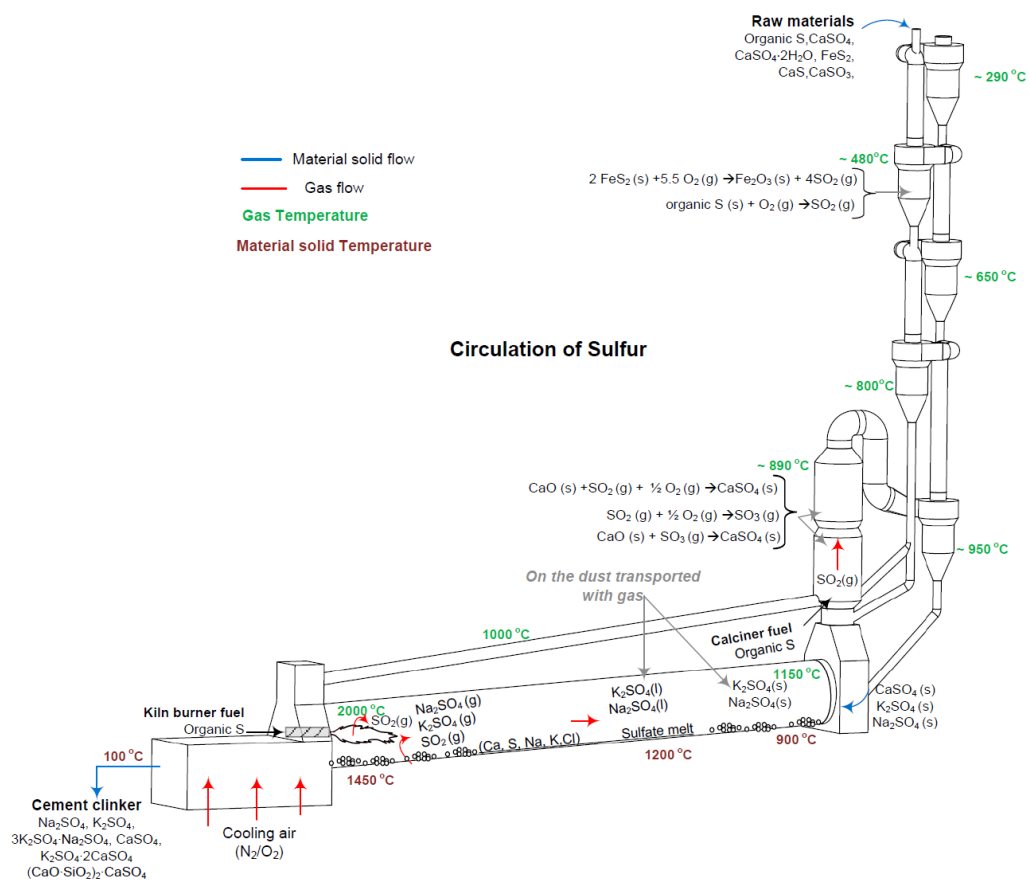 Raw materials
Organic S,CaSO₄,
CaSO₄·2H₂O, FeS₂,
CaS,CaSO₃,
~ 290 °C
Material solid flow
Gas flow
Gas Temperature
Material solid Temperature
~ 480°C
2 FeS₂ (s) +5.5 O₂ (g) →Fe₂O₃ (s) + 4SO₂ (g)
organic S (s) + O₂ (g) →SO₂ (g)
~ 650 °C
Circulation of Sulfur
~ 800°C
~ 890 °C
CaO (s) +SO₂ (g) + ½ O₂ (g) →CaSO₄ (s)
SO₂ (g) + ½ O₂ (g) →SO₃ (g)
CaO (s) + SO₃ (g) →CaSO₄ (s)
~ 950 °C
SO₂(g)
On the dust transported
with gas
Calciner fuel
Organic S
1000 °C
1150 °C
K₂SO₄(s)
Na₂SO₄(s)
CaSO₄ (s)
K₂SO₄ (s)
Na₂SO₄ (s)
K₂SO₄(l)
Na₂SO₄(l)
Kiln burner fuel
Organic S
2000 °C
SO₂(g)
Na₂SO₄ (g)
K₂SO₄ (g)
SO₂ (g)
(Ca, S, Na, K,Cl)
Sulfate melt
900 °C
1200 °C
1450 °C
100 °C
Cement clinker
Na₂SO₄, K₂SO₄,
3K₂SO₄·Na₂SO₄, CaSO₄,
K₂SO₄·2CaSO₄
(CaO·SiO₂)₂·CaSO₄
Cooling air
(N₂/O₂)